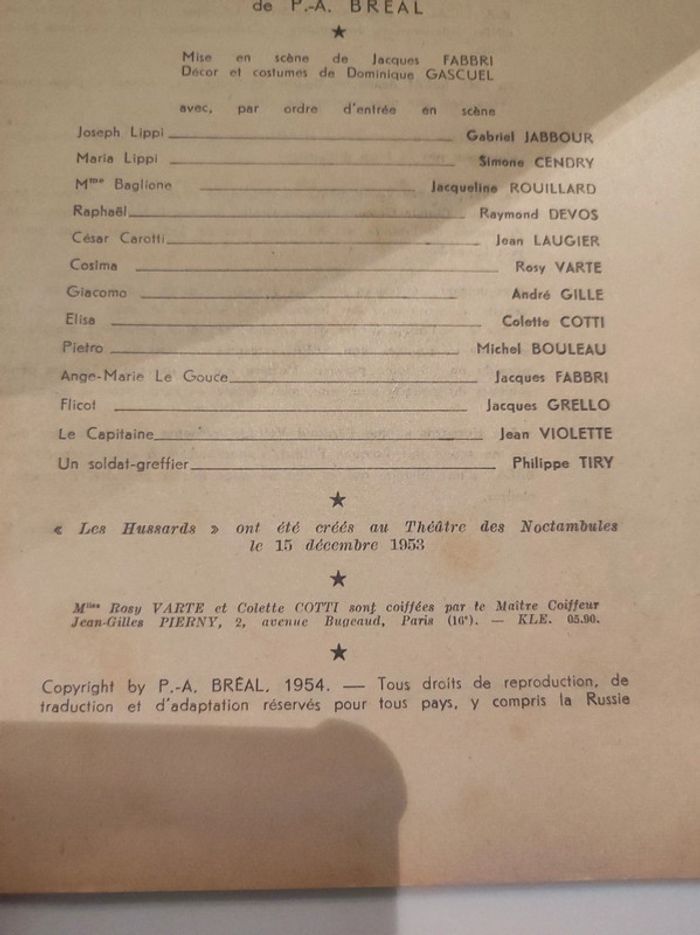 de P.-A. BRÉAL
★
Mise en scène de Jacques FABBRI
Décor et costumes de Dominique GASCUEL
avec, par ordre d'entrée en scène
Joseph Lippi Gabriel JABBOUR
Maria Lippi Simone CENDRY
Mme Baglione Jacqueline ROUILLARD
Raphaël Raymond DEVOS
César Carotti Jean LAUGIER
Cosima Rosy VARTE
Giacomo André GILLE
Elisa Colette COTTI
Pietro Michel BOULEAU
Ange-Marie Le Gouce Jacques FABBRI
Flicot Jacques GRELLO
Le Capitaine Jean VIOLETTE
Un soldat-greffier Philippe TIRY
★
« Les Hussards » ont été créés au Théâtre des Noctambules
le 15 décembre 1953
★
Mlles Rosy VARTE et Colette COTTI sont coiffées par le Maître Coiffeur
Jean-Gilles PIERNY, 2, avenue Bugeaud, Paris (16e). — KLE. 05.90.
★
Copyright by P.-A. BRÉAL, 1954. — Tous droits de reproduction, de
traduction et d'adaptation réservés pour tous pays, y compris la Russie